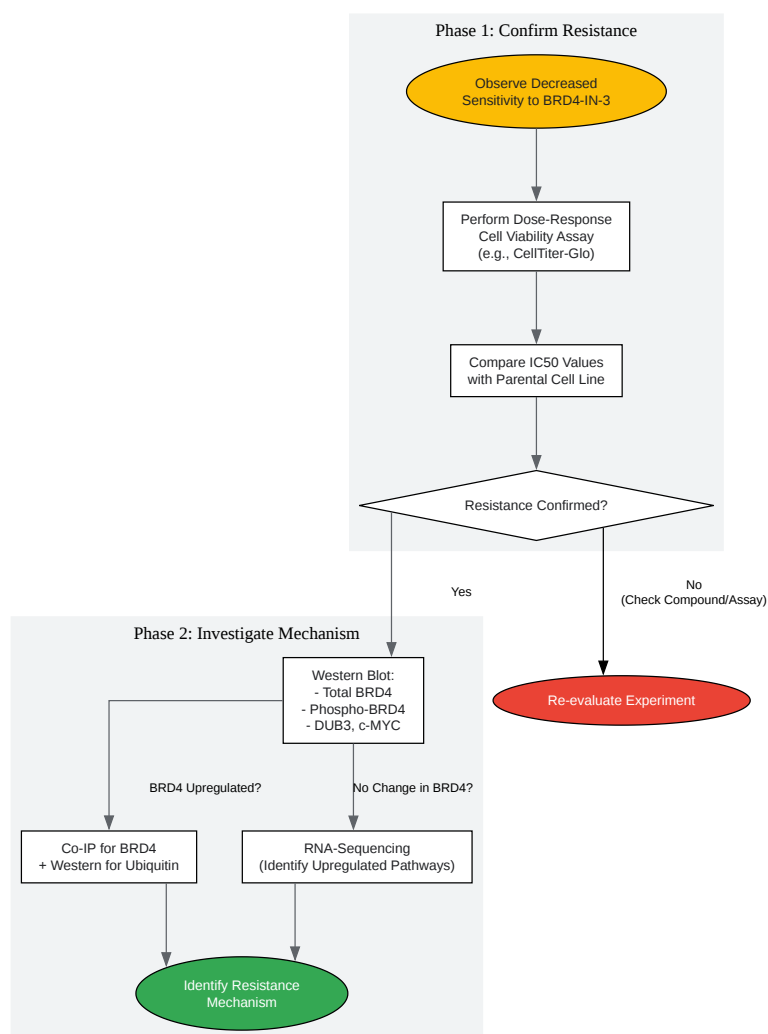 Phase 1: Confirm Resistance
Observe Decreased
Sensitivity to BRD4-IN-3
Perform Dose-Response
Cell Viability Assay
(e.g., CellTiter-Glo)
Compare IC50 Values
with Parental Cell Line
Resistance Confirmed?
Yes
No
(Check Compound/Assay)
Phase 2: Investigate Mechanism
Western Blot:
- Total BRD4
- Phospho-BRD4
- DUB3, c-MYC
Re-evaluate Experiment
BRD4 Upregulated?
No Change in BRD4?
Co-IP for BRD4
+ Western for Ubiquitin
RNA-Sequencing
(Identify Upregulated Pathways)
Identify Resistance
Mechanism